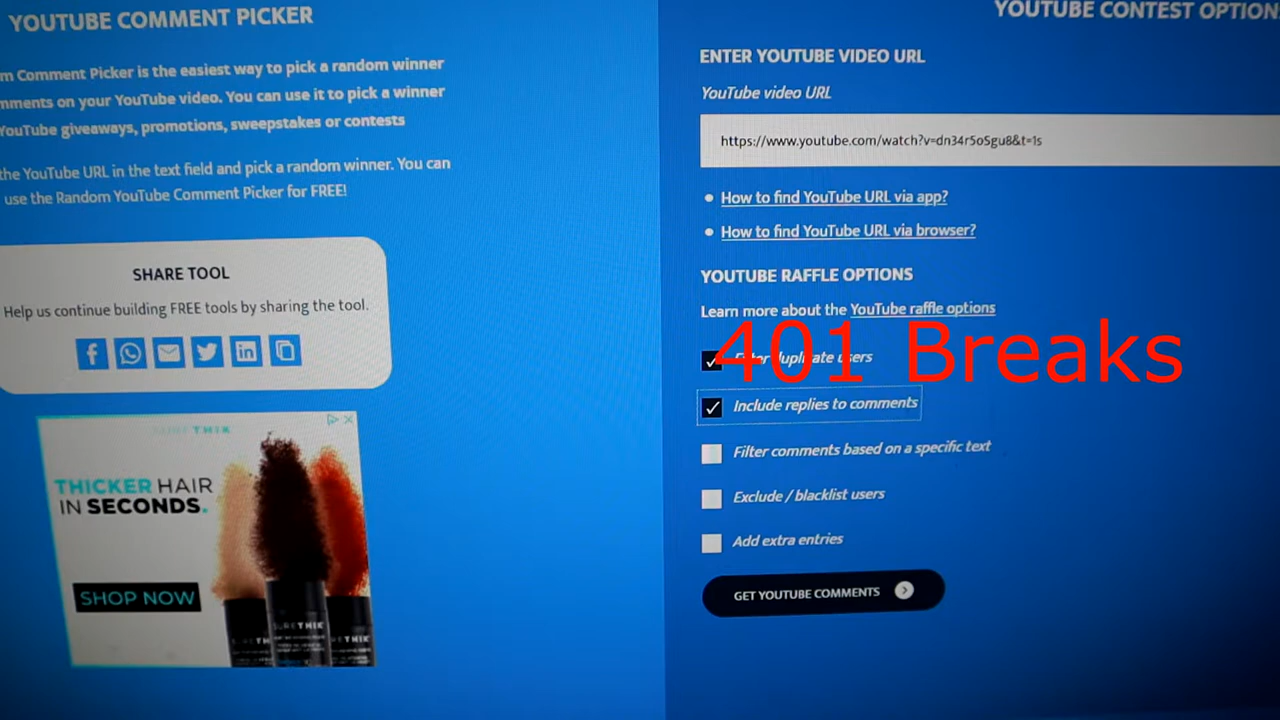 YOUTUBE COMMENT PICKER
m Comment Picker is the easiest way to pick a random winner
mments on your YouTube video. You can use it to pick a winner
YouTube giveaways, promotions, sweepstakes or contests
the YouTube URL in the text field and pick a random winner. You can
use the Random YouTube Comment Picker for FREE!
SHARE TOOL
Help us continue building FREE tools by sharing the tool.
THICKER HAIR
IN SECONDS.
SHOP NOW
SURETHIK
YOUTUBE CONTEST OPTION
ENTER YOUTUBE VIDEO URL
YouTube video URL
https://www.youtube.com/watch?v=dn34r5oSgu8&t=1s
How to find YouTube URL via app?
How to find YouTube URL via browser?
YOUTUBE RAFFLE OPTIONS
Learn more about the YouTube raffle options
401 Breaks
Filter duplicate users
Include replies to comments
Filter comments based on a specific text
Exclude / blacklist users
Add extra entries
GET YOUTUBE COMMENTS